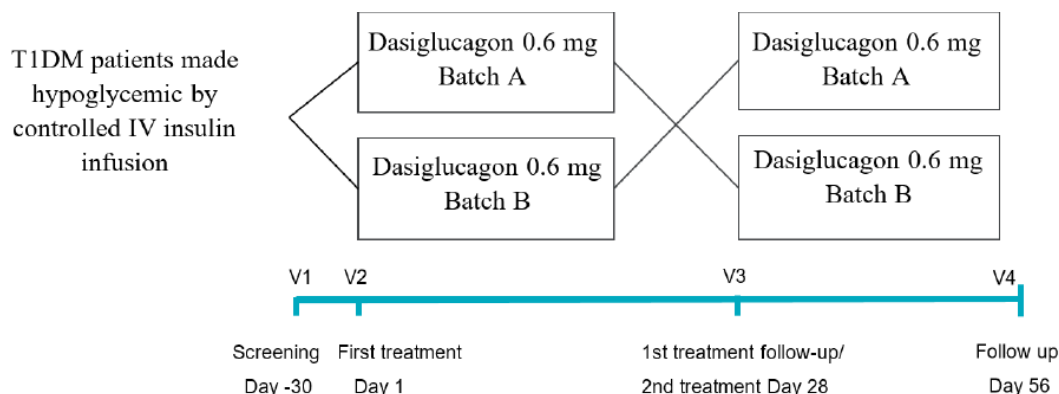 T1DM patients made
hypoglycemic by
controlled IV insulin
infusion
Dasiglucagon 0.6 mg
Batch A
Dasiglucagon 0.6 mg
Batch B
Dasiglucagon 0.6 mg
Batch A
Dasiglucagon 0.6 mg
Batch B
V1
V2
V3
V4
Screening
Day -30
First treatment
Day 1
1st treatment follow-up/
2nd treatment Day 28
Follow up
Day 56